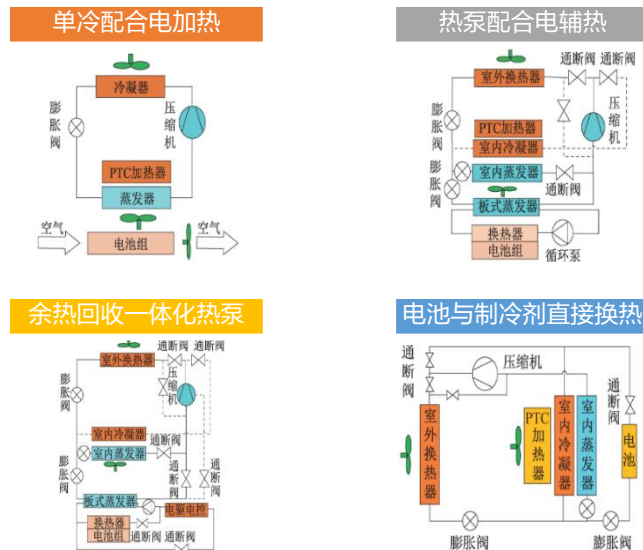 单冷配合电加热
冷凝器
膨胀阀
压缩机
PTC加热器
蒸发器
空气
电池组
空气
热泵配合电辅热
通断阀 通断阀
室外换热器
膨胀阀
压缩机
PTC加热器
室内冷凝器
膨胀阀
室内蒸发器
通断阀
板式蒸发器
换热器
电池组
循环泵
余热回收一体化热泵
通断阀 通断阀
室外换热器
压缩机
膨胀阀
室内冷凝器
通断阀
室内蒸发器
膨胀阀
通断阀
通断阀
板式蒸发器
电驱电控
换热器
电池组
通断阀 通断阀
电池与制冷剂直接换热
通断阀
压缩机
通断阀
室外换热器
PTC加热器
室内冷凝器
室内蒸发器
电池
膨胀阀
膨胀阀